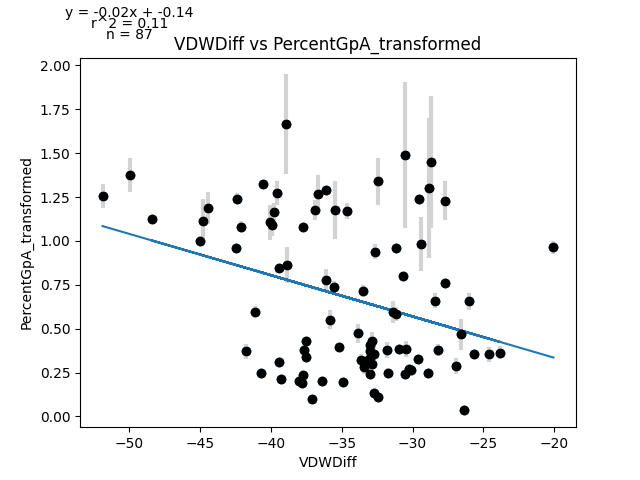 y = -0.02x + -0.14
r^2 = 0.11
n = 87
VDWDiff vs PercentGpA_transformed
2.00
1.75
1.50
1.25
1.00
0.75
0.50
0.25
0.00
PercentGpA_transformed
−50 −45 −40 −35 −30 −25 −20
VDWDiff